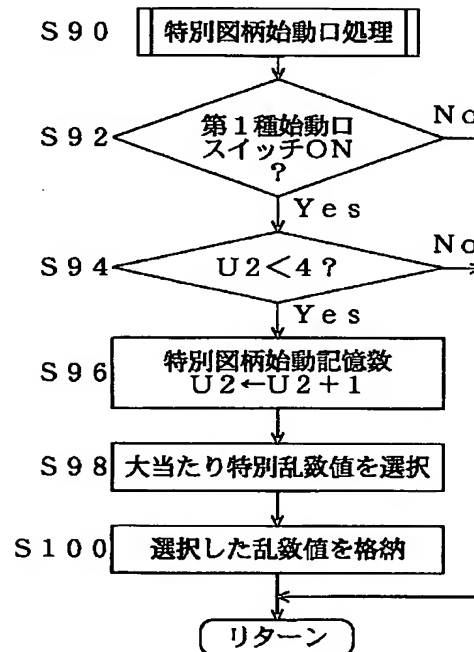 S90 特別図柄始動口処理
No
S92 第1種始動口
スイッチON
?
Yes
No
S94 U2<4?
Yes
S96 特別図柄始動記憶数
U2←U2+1
S98 大当たり特別乱数値を選択
S100 選択した乱数値を格納
リターン